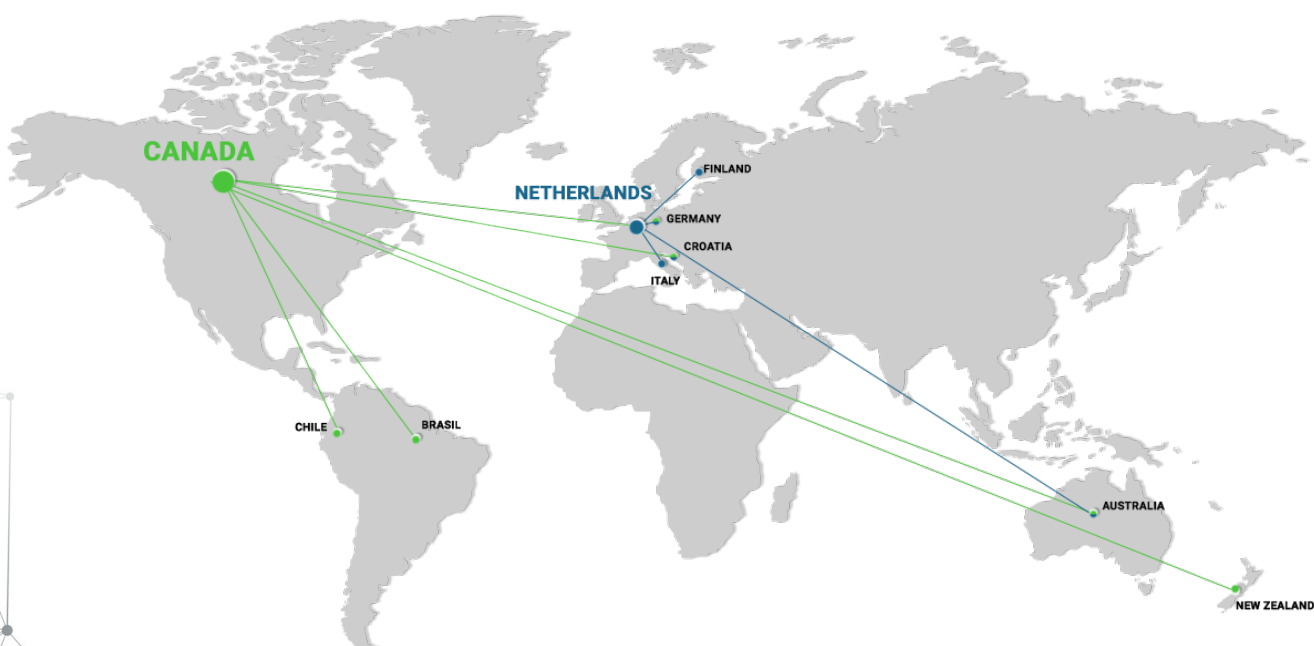 CANADA
FINLAND
NETHERLANDS
GERMANY
CROATIA
ITALY
CHILE
BRASIL
AUSTRALIA
NEW ZEALAND